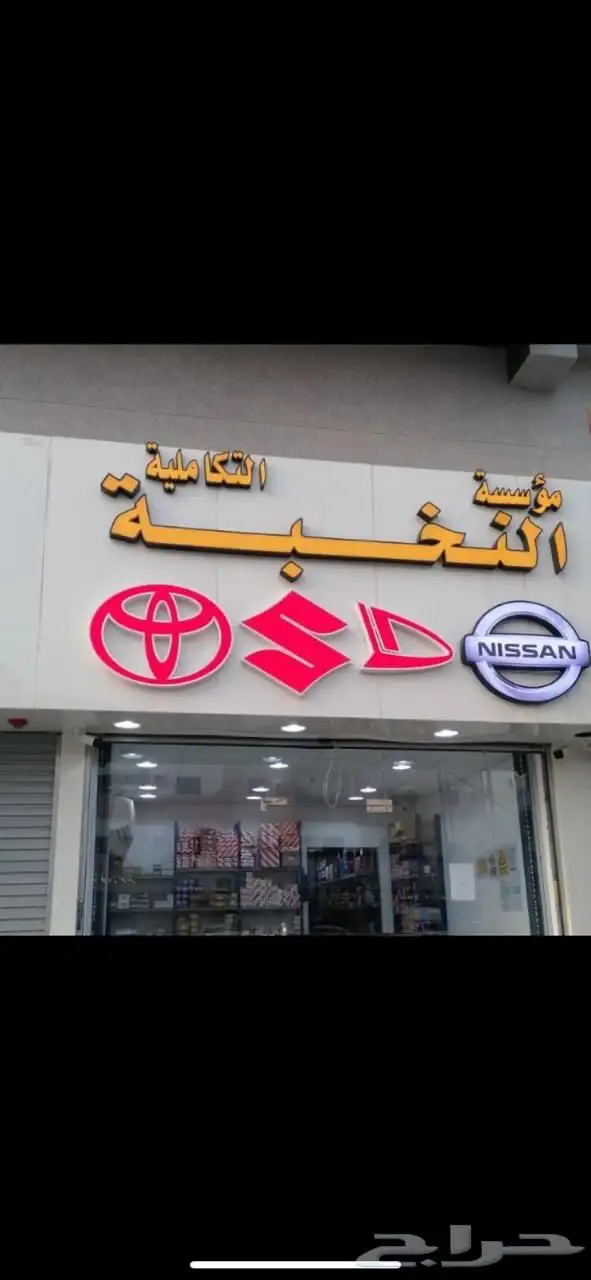 مؤسسة
النخبة
التكاملية
NISSAN
حراج